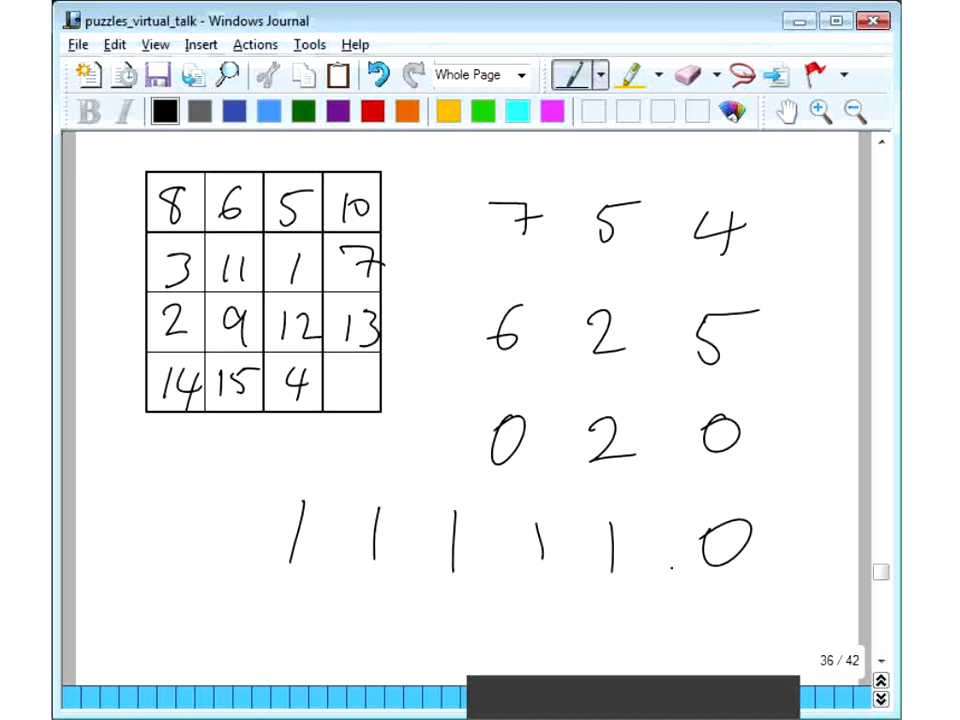 puzzles_virtual_talk - Windows Journal
File Edit View Insert Actions Tools Help
Whole Page
B I
8 6 5 10
3 11 1 7
2 9 12 13
14 15 4
7 5 4
6 2 5
0 2 0
1 1 1 1 1 . 0
36 / 42